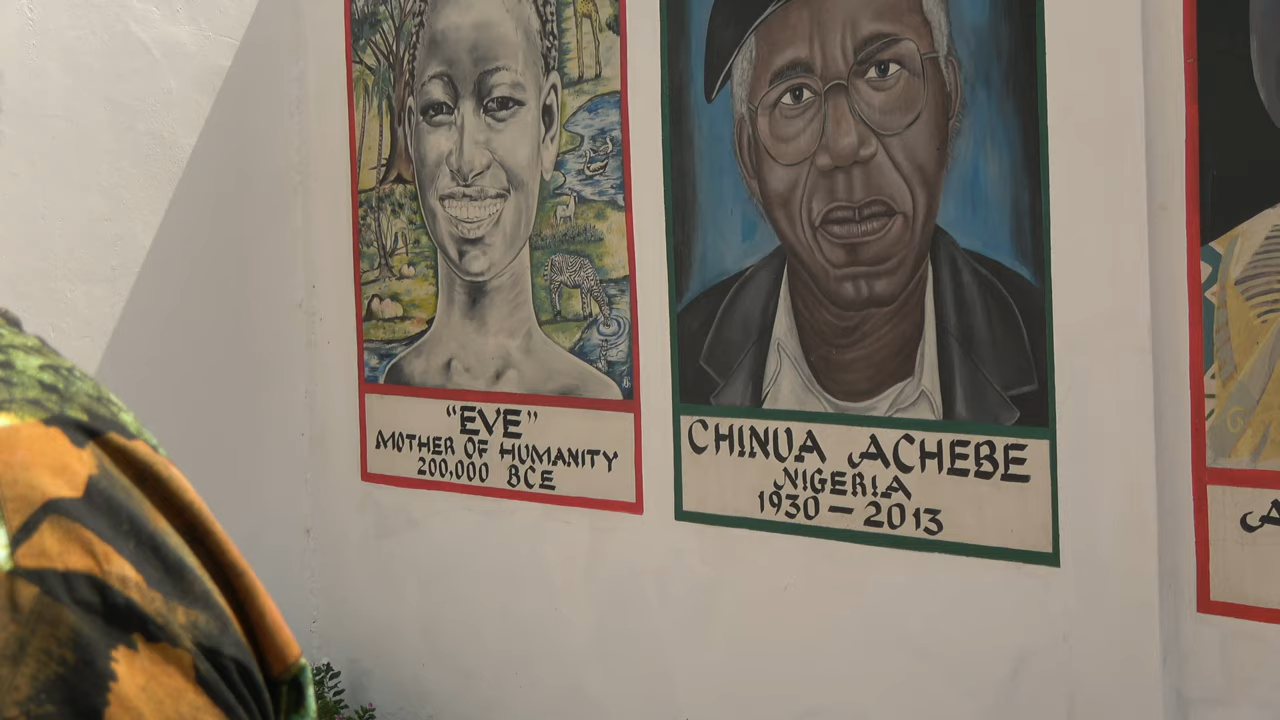 "EVE"
MOTHER OF HUMANITY
200,000 BCE
CHINUA ACHEBE
NIGERIA
1930 – 2013